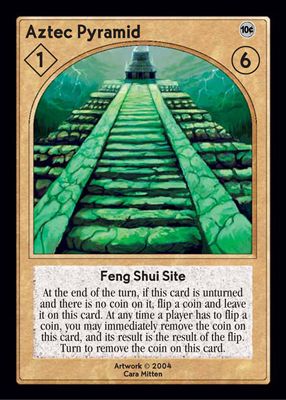 Aztec Pyramid
10¢
1
6
Feng Shui Site
At the end of the turn, if this card is unturned
and there is no coin on it, flip a coin and leave
it on this card. At any time a player has to flip a
coin, you may immediately remove the coin on
this card, and its result is the result of the flip.
Turn to remove the coin on this card.
Artwork © 2004
Cara Mitten